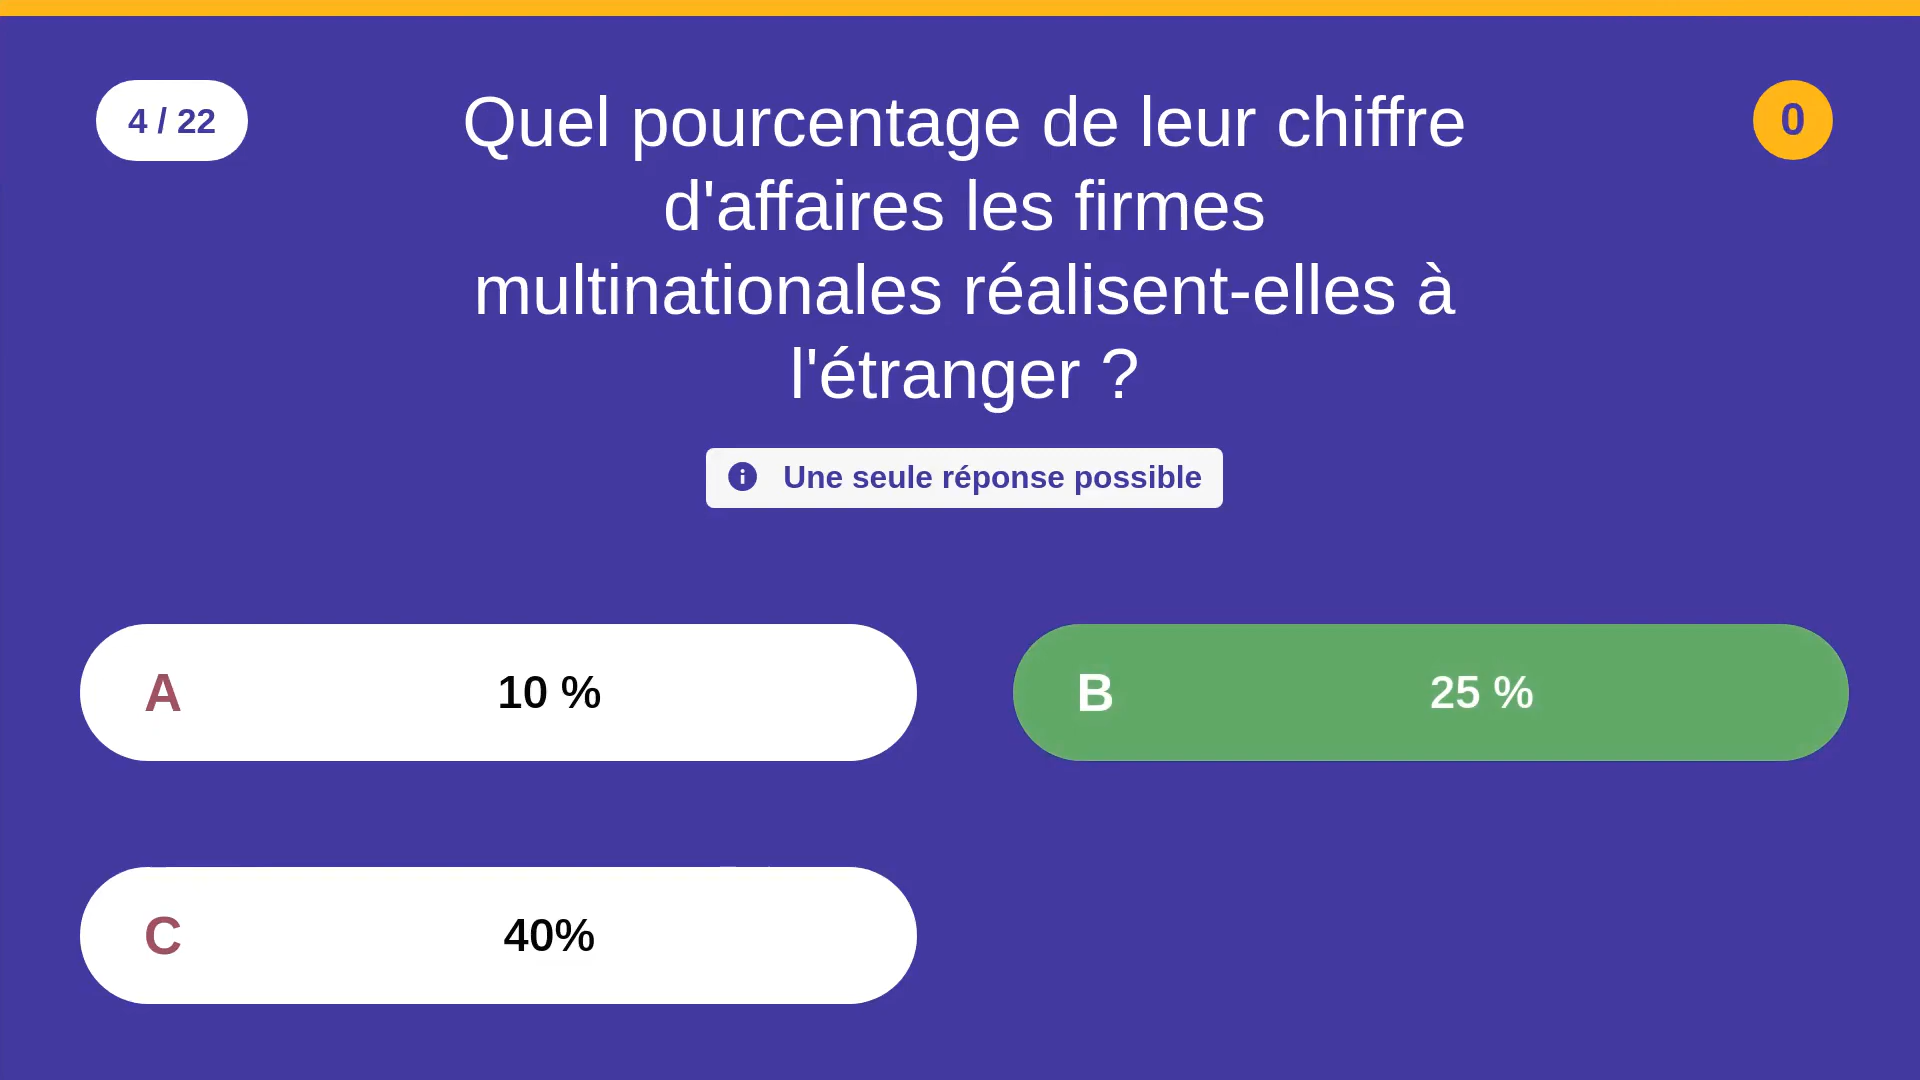 4 / 22
Quel pourcentage de leur chiffre
d'affaires les firmes
multinationales réalisent-elles à
l'étranger ?
0
Une seule réponse possible
A 10 %
B 25 %
C 40%